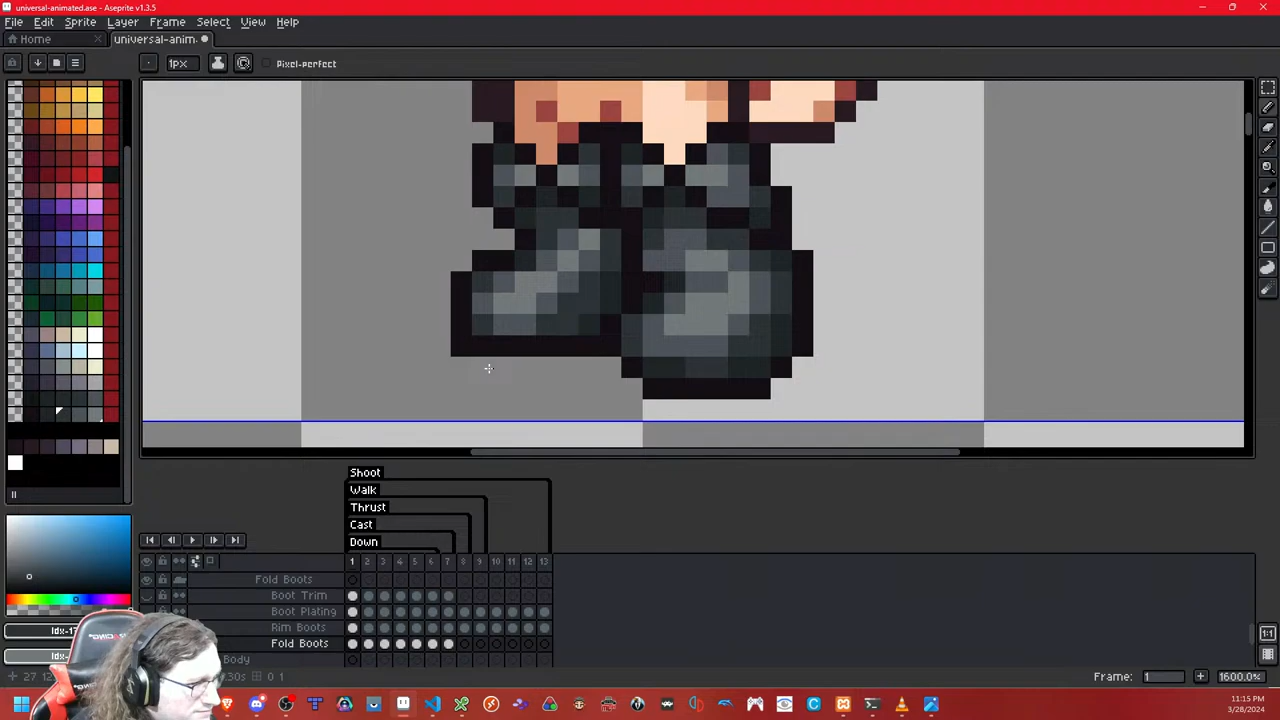 universal-animated.ase - Aseprite v1.3.5
File Edit Sprite Layer Frame Select View Help
Home universal-anim.
1px Pixel-perfect
Shoot
Walk
Thrust
Cast
Down
1 2 3 4 5 6 7 8 9 10 11 12 13
Fold Boots
Boot Trim
Boot Plating
Rim Boots
Fold Boots
Body
Frame: 1 1600.0%
1:1
11:15 PM
3/28/2024